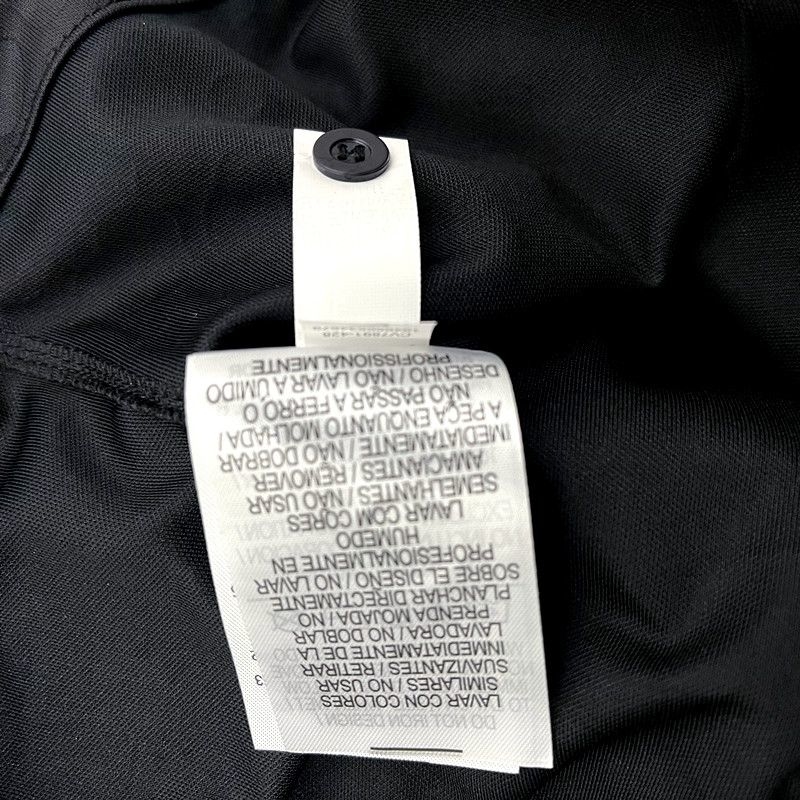 DO NOT IRON DESIGN /
LAVAR CON COLORES
SIMILARES / NO USAR
SUAVIZANTES / RETIRAR
INMEDIATAMENTE DE LA
LAVADORA / NO DOBLAR
PRENDA MOJADA / NO
PLANCHAR DIRECTAMENTE
SOBRE EL DISENO / NO LAVAR
PROFESIONALMENTE EN
HUMEDO
LAVAR COM CORES
SEMELHANTES / NÃO USAR
AMACIANTES / REMOVER
IMEDIATAMENTE / NÃO DOBRAR
A PEÇA ENQUANTO MOLHADA /
NÃO PASSAR A FERRO O
DESENHO / NÃO LAVAR A ÚMIDO
PROFISSIONALMENTE